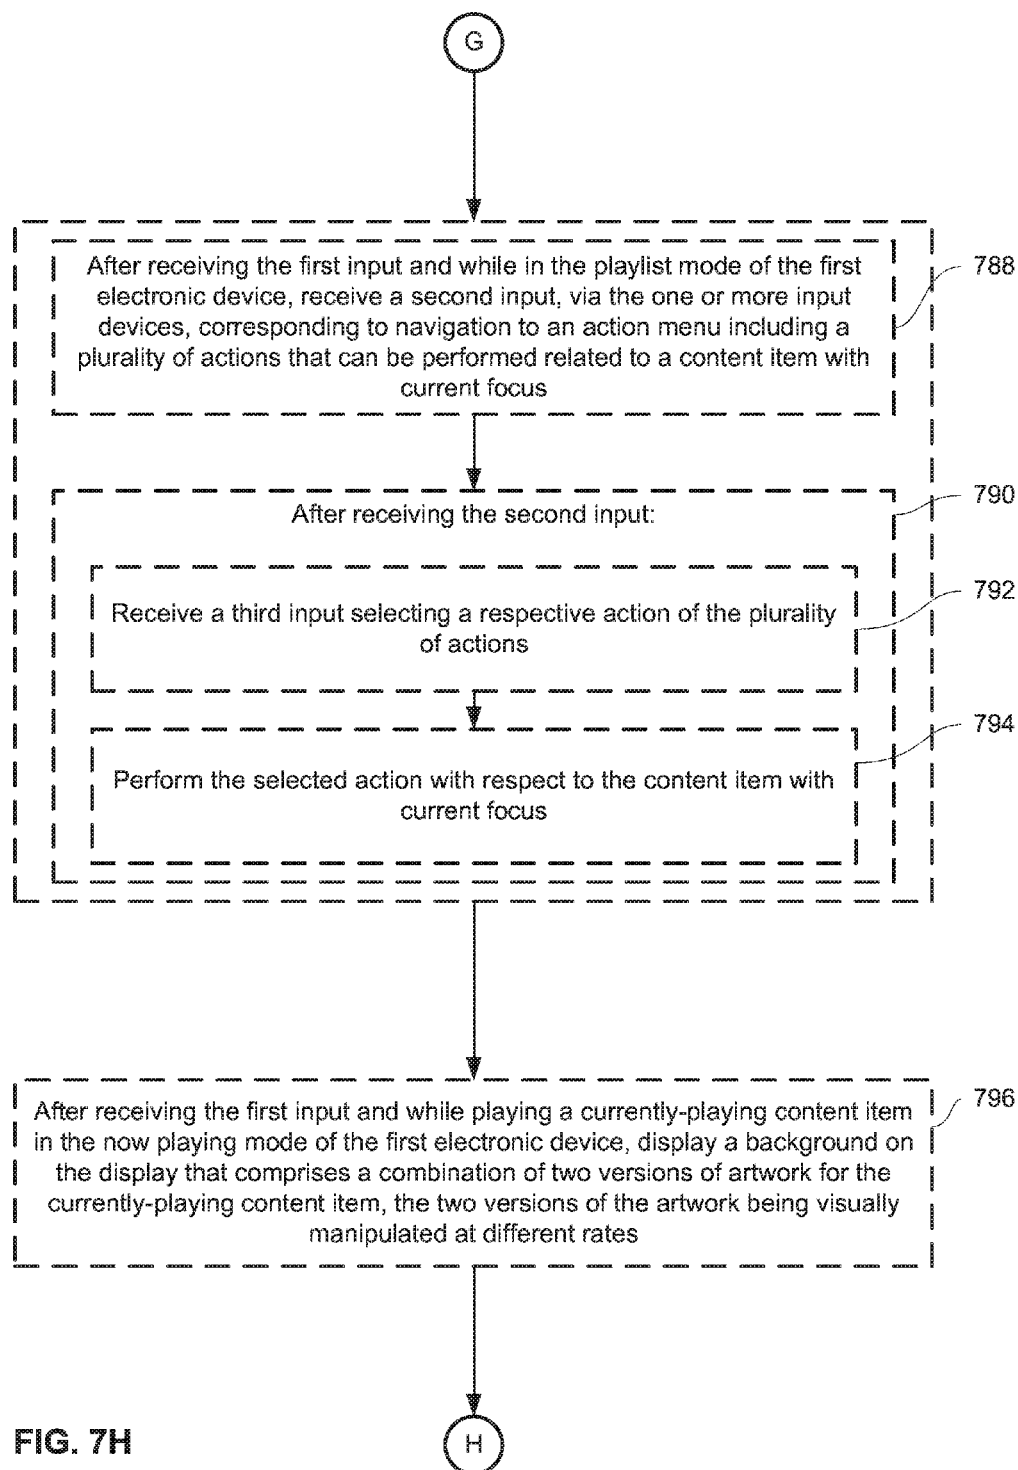 G
After receiving the first input and while in the playlist mode of the first
electronic device, receive a second input, via the one or more input
devices, corresponding to navigation to an action menu including a
plurality of actions that can be performed related to a content item with
current focus
788
After receiving the second input:
790
Receive a third input selecting a respective action of the plurality
of actions
792
Perform the selected action with respect to the content item with
current focus
794
After receiving the first input and while playing a currently-playing content item
in the now playing mode of the first electronic device, display a background on
the display that comprises a combination of two versions of artwork for the
currently-playing content item, the two versions of the artwork being visually
manipulated at different rates
796
FIG. 7H
H